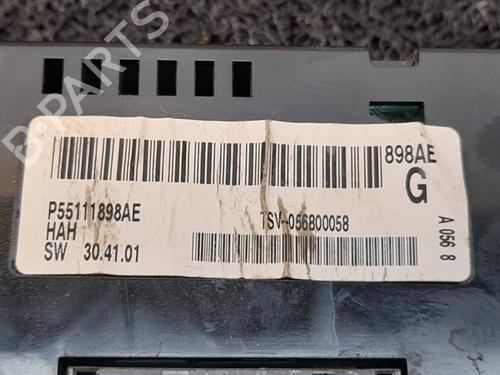 B-PARTS
898AE
G
P55111898AE
HAH
SW 30.41.01
TSV-056800058
A 056 8